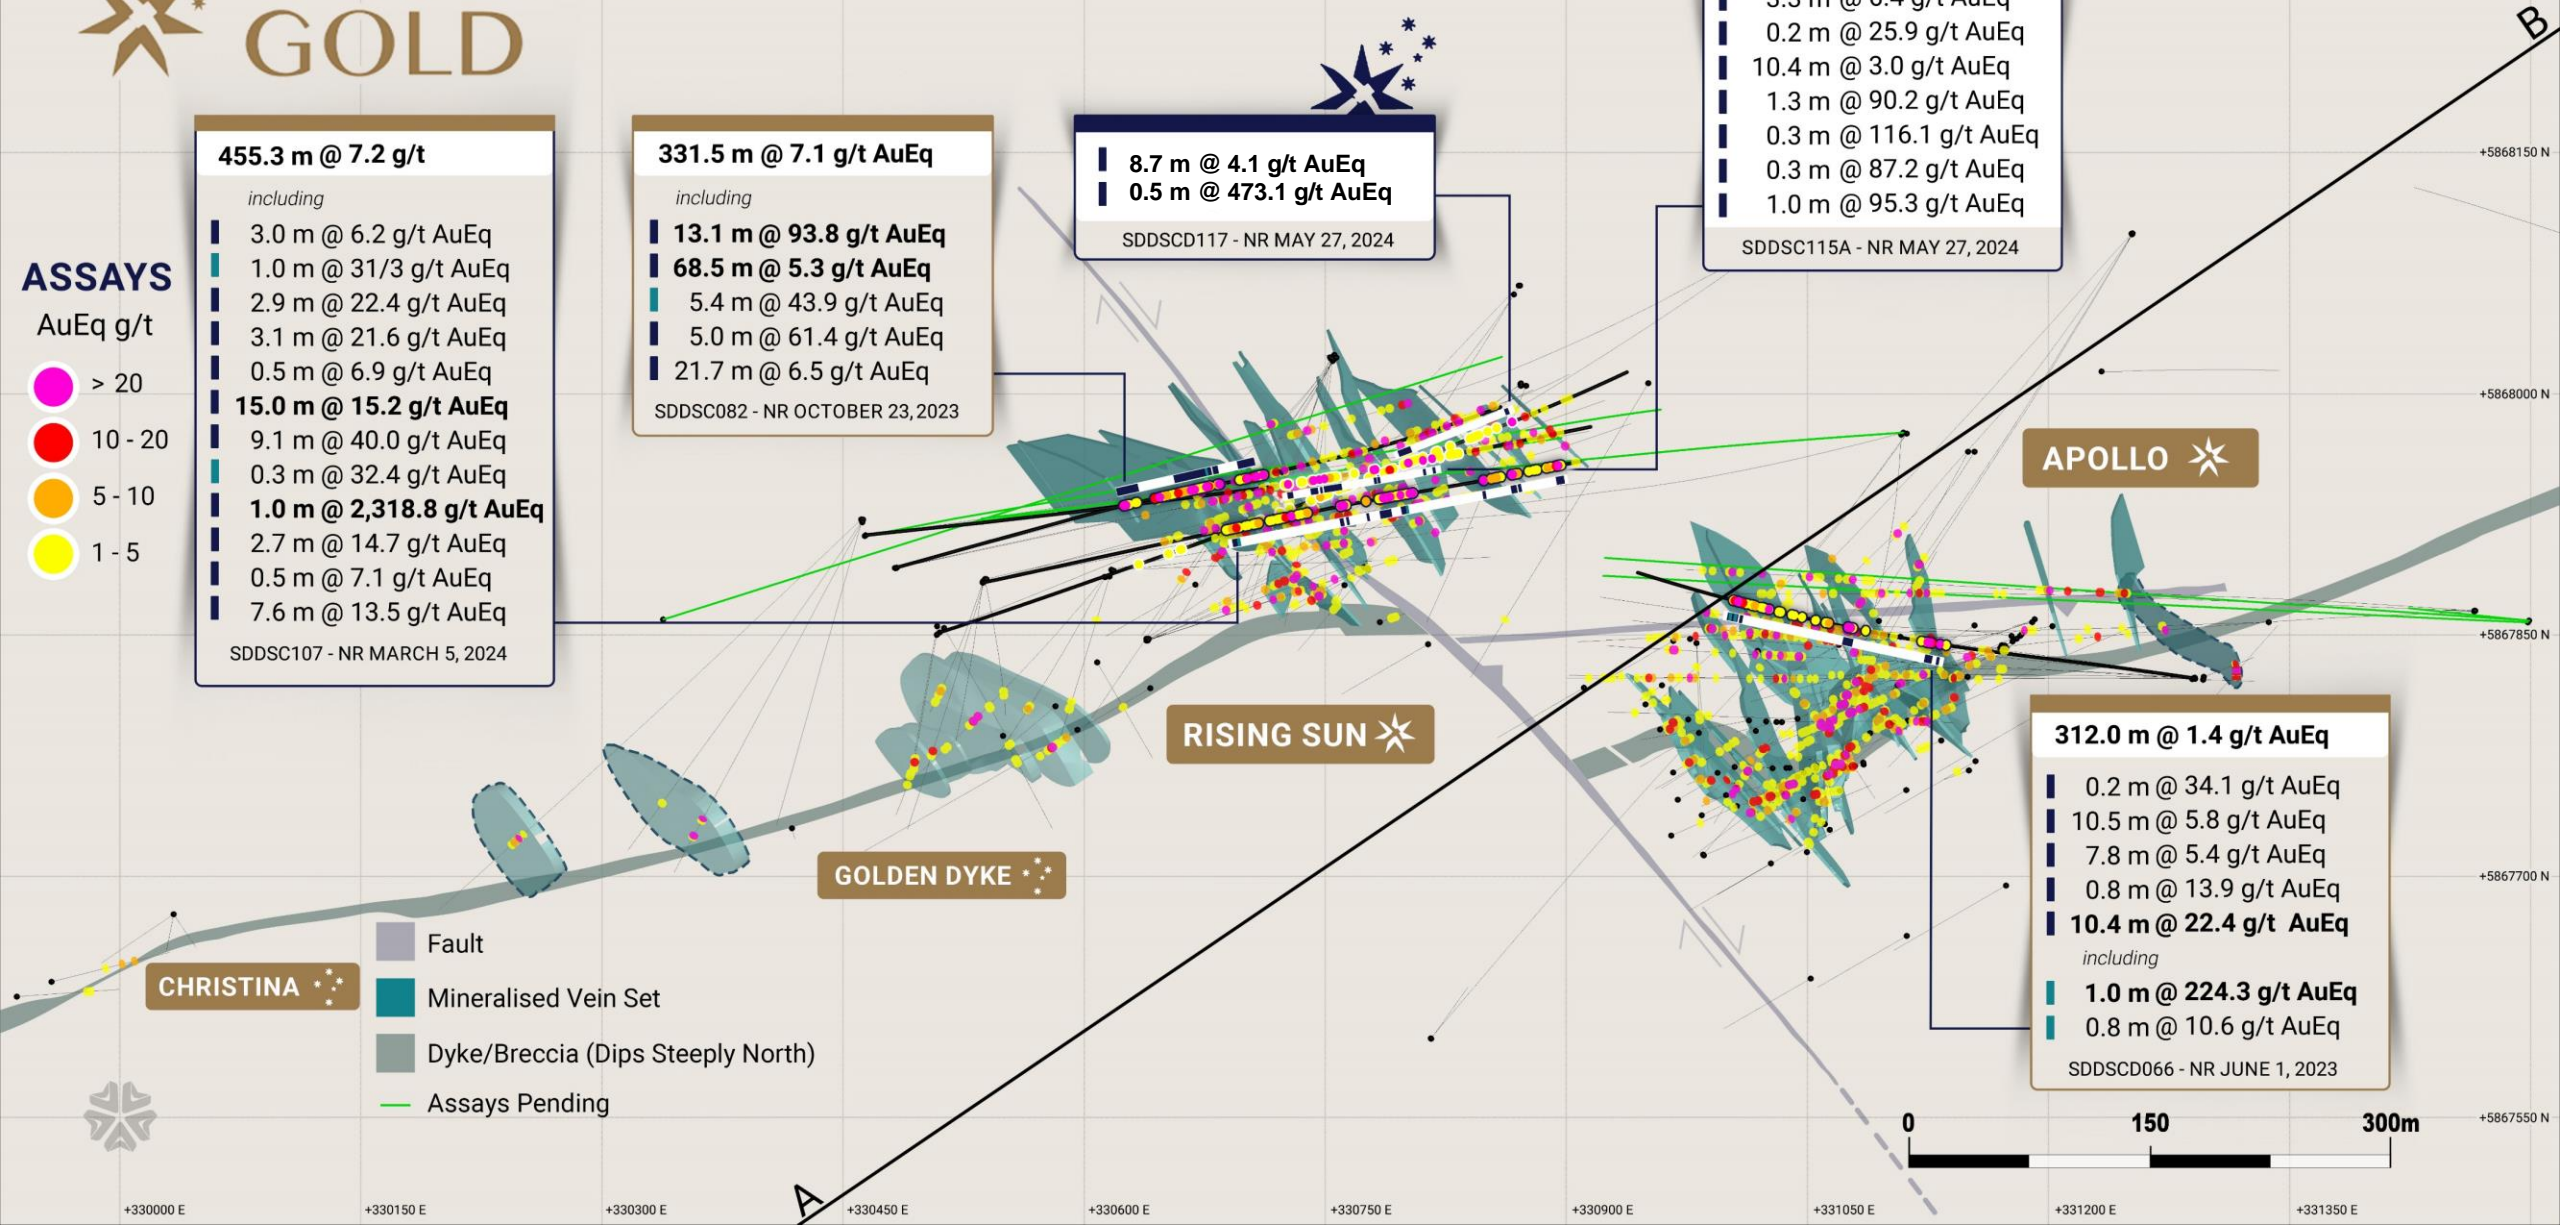 GOLD
455.3 m @ 7.2 g/t
including
3.0 m @ 6.2 g/t AuEq
1.0 m @ 31/3 g/t AuEq
2.9 m @ 22.4 g/t AuEq
3.1 m @ 21.6 g/t AuEq
0.5 m @ 6.9 g/t AuEq
15.0 m @ 15.2 g/t AuEq
9.1 m @ 40.0 g/t AuEq
0.3 m @ 32.4 g/t AuEq
1.0 m @ 2,318.8 g/t AuEq
2.7 m @ 14.7 g/t AuEq
0.5 m @ 7.1 g/t AuEq
7.6 m @ 13.5 g/t AuEq
SDDSC107 - NR MARCH 5, 2024
331.5 m @ 7.1 g/t AuEq
including
13.1 m @ 93.8 g/t AuEq
68.5 m @ 5.3 g/t AuEq
5.4 m @ 43.9 g/t AuEq
5.0 m @ 61.4 g/t AuEq
21.7 m @ 6.5 g/t AuEq
SDDSC082 - NR OCTOBER 23, 2023
8.7 m @ 4.1 g/t AuEq
0.5 m @ 473.1 g/t AuEq
SDDSCD117 - NR MAY 27, 2024
3.3 m @ 6.4 g/t AuEq
0.2 m @ 25.9 g/t AuEq
10.4 m @ 3.0 g/t AuEq
1.3 m @ 90.2 g/t AuEq
0.3 m @ 116.1 g/t AuEq
0.3 m @ 87.2 g/t AuEq
1.0 m @ 95.3 g/t AuEq
SDDSC115A - NR MAY 27, 2024
B
+5868150 N
+5868000 N
+5867850 N
+5867700 N
+5867550 N
ASSAYS
AuEq g/t
> 20
10 - 20
5 - 10
1 - 5
APOLLO
RISING SUN
GOLDEN DYKE
CHRISTINA
312.0 m @ 1.4 g/t AuEq
0.2 m @ 34.1 g/t AuEq
10.5 m @ 5.8 g/t AuEq
7.8 m @ 5.4 g/t AuEq
0.8 m @ 13.9 g/t AuEq
10.4 m @ 22.4 g/t AuEq
including
1.0 m @ 224.3 g/t AuEq
0.8 m @ 10.6 g/t AuEq
SDDSCD066 - NR JUNE 1, 2023
Fault
Mineralised Vein Set
Dyke/Breccia (Dips Steeply North)
Assays Pending
0 150 300m
A
+330000 E +330150 E +330300 E +330450 E +330600 E +330750 E +330900 E +331050 E +331200 E +331350 E